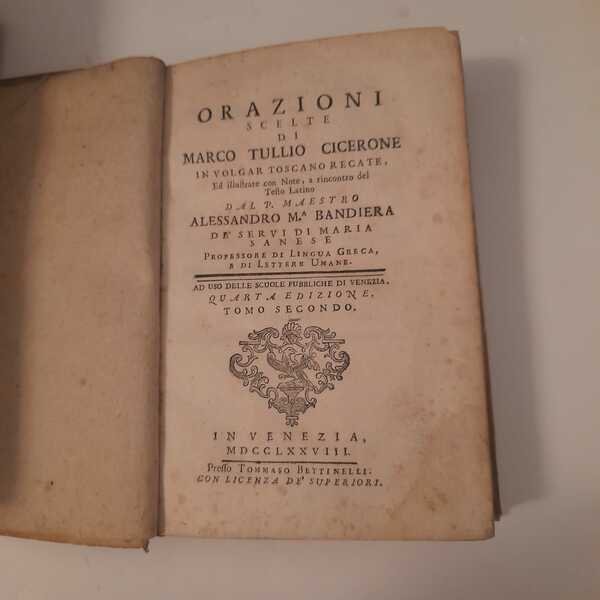 ORAZIONI
SCELTE
DI
MARCO TULLIO CICERONE
IN VOLGAR TOSCANO RECATE,
Ed illustrate con Note, a rincontro del
Testo Latino
DAL P. MAESTRO
ALESSANDRO M.A BANDIERA
DE' SERVI DI MARIA
SANESE
PROFESSORE DI LINGUA GRECA,
E DI LETTERE UMANE.
AD USO DELLE SCUOLE PUBBLICHE DI VENEZIA.
QUARTA EDIZIONE,
TOMO SECONDO.
IN VENEZIA,
MDCCLXXVIII.
Presso TOMMASO BETTINELLI.
CON LICENZA DE' SUPERIORI.